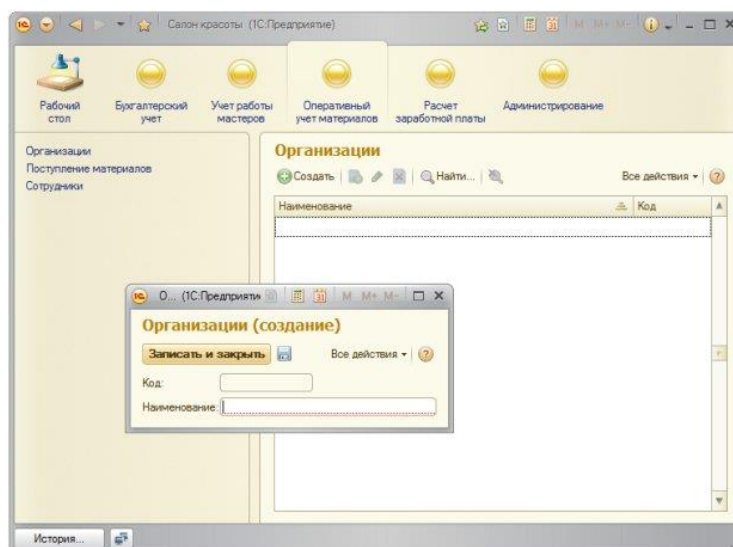 Салон красоты (1С:Предприятие)
M M+ M-
Рабочий
стол
Бухгалтерский
учет
Учет работы
мастеров
Оперативный
учет материалов
Расчет
заработной платы
Администрирование
Организации
Поступление материалов
Сотрудники
Организации
Создать Найти... Все действия
Наименование Код
О... (1С:Предприяти M M+ M-
Организации (создание)
Записать и закрыть Все действия
Код:
Наименование:
История...